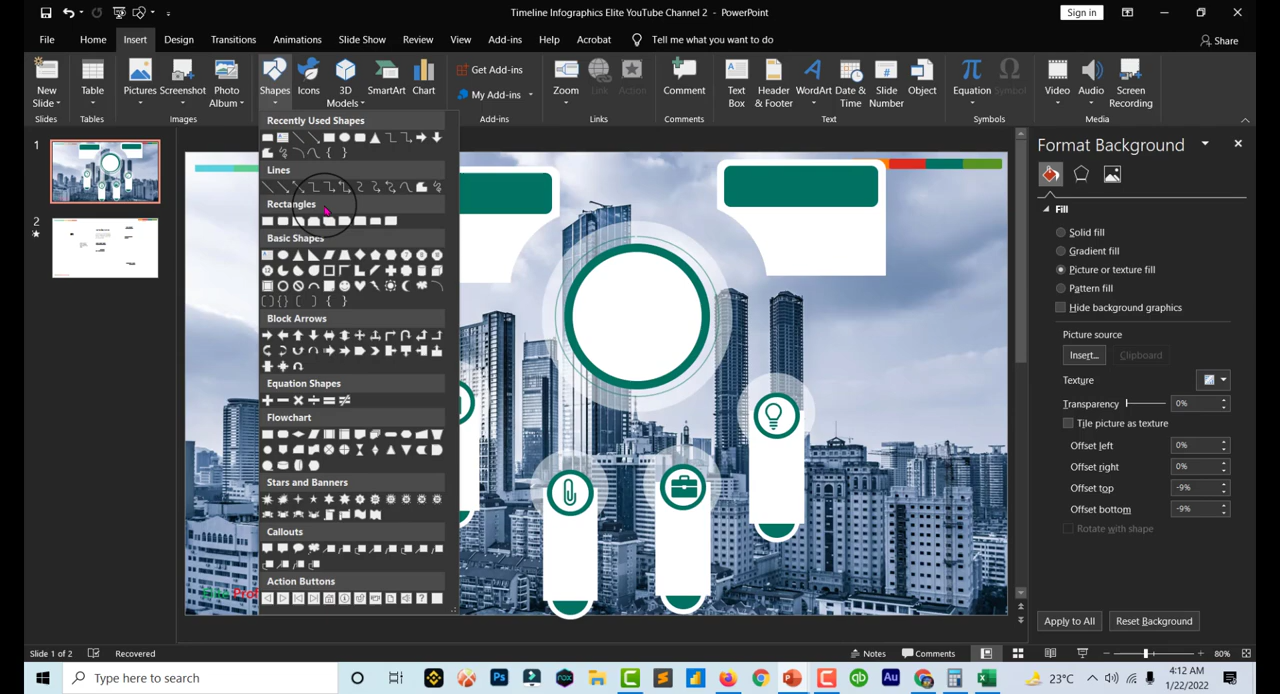 Timeline Infographics Elite YouTube Channel 2 - PowerPoint
Sign in
File Home Insert Design Transitions Animations Slide Show Review View Add-ins Help Acrobat Tell me what you want to do
Share
New Slide
Table
Pictures
Screenshot
Photo Album
Shapes
Icons
3D Models
SmartArt
Chart
Get Add-ins
My Add-ins
Zoom
Link
Action
Comment
Text Box
Header & Footer
WordArt
Date & Time
Slide Number
Object
Equation
Symbol
Video
Audio
Screen Recording
Slides
Tables
Images
Add-ins
Links
Comments
Text
Symbols
Media
Recently Used Shapes
Lines
Rectangles
Basic Shapes
Block Arrows
Equation Shapes
Flowchart
Stars and Banners
Callouts
Action Buttons
1
2
Format Background
Fill
Solid fill
Gradient fill
Picture or texture fill
Pattern fill
Hide background graphics
Picture source
Insert...
Clipboard
Texture
Transparency 0%
Tile picture as texture
Offset left 0%
Offset right 0%
Offset top -9%
Offset bottom -9%
Rotate with shape
Apply to All
Reset Background
Slide 1 of 2
Recovered
Notes
Comments
80%
Type here to search
23°C
4:12 AM
1/22/2022